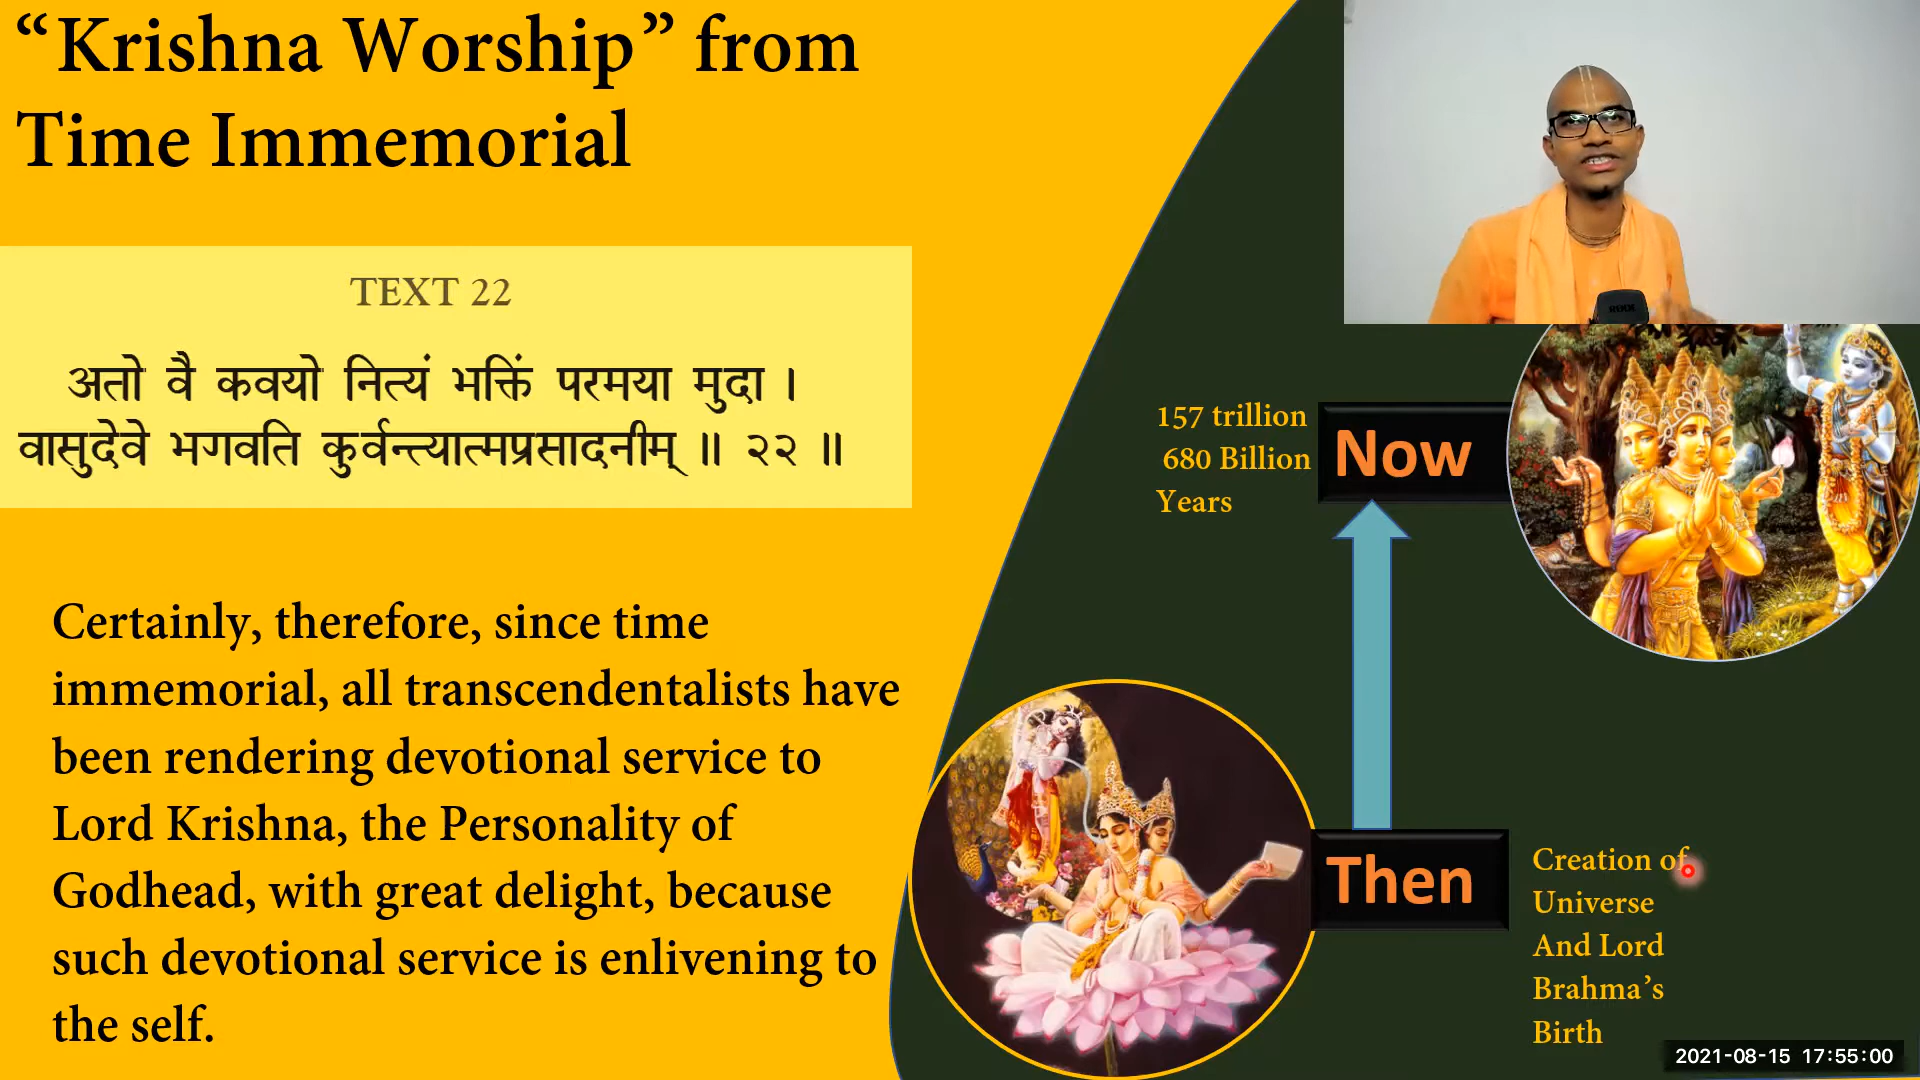 “Krishna Worship” from
Time Immemorial
TEXT 22
अतो वै कवयो नित्यं भक्तिं परमया मुदा ।
वासुदेवे भगवति कुर्वन्त्यात्मप्रसादनीम् ॥ २२ ॥
Certainly, therefore, since time
immemorial, all transcendentalists have
been rendering devotional service to
Lord Krishna, the Personality of
Godhead, with great delight, because
such devotional service is enlivening to
the self.
157 trillion
680 Billion
Years
Now
Then
Creation of
Universe
And Lord
Brahma’s
Birth
2021-08-15 17:55:00